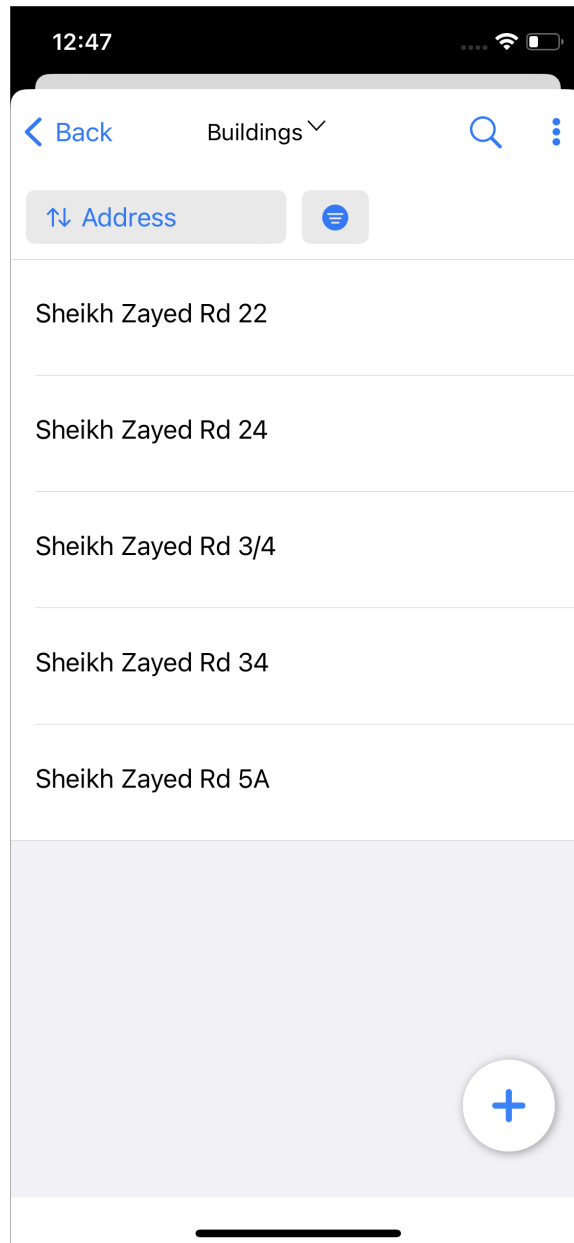 12:47
Back
Buildings
Address
Sheikh Zayed Rd 22
Sheikh Zayed Rd 24
Sheikh Zayed Rd 3/4
Sheikh Zayed Rd 34
Sheikh Zayed Rd 5A